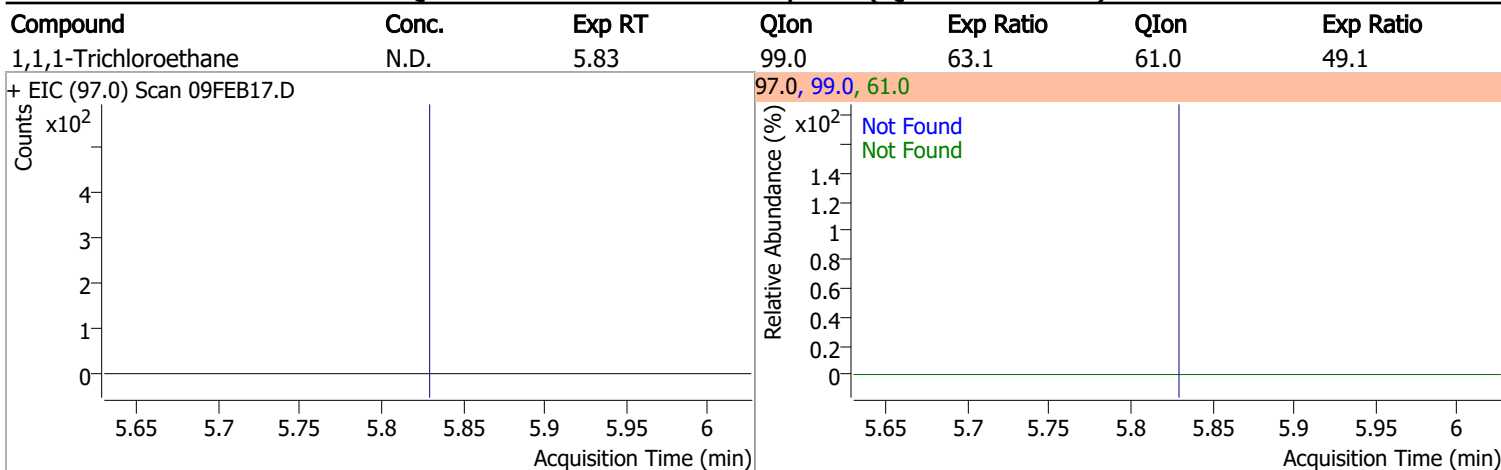 Compound Conc. Exp RT QIon Exp Ratio QIon Exp Ratio
1,1,1-Trichloroethane N.D. 5.83 99.0 63.1 61.0 49.1
+ EIC (97.0) Scan 09FEB17.D
Counts
x10²
4
3
2
1
0
5.65 5.7 5.75 5.8 5.85 5.9 5.95 6
Acquisition Time (min)
97.0, 99.0, 61.0
Relative Abundance (%)
x10²
Not Found
Not Found
1.4
1.2
1
0.8
0.6
0.4
0.2
0
5.65 5.7 5.75 5.8 5.85 5.9 5.95 6
Acquisition Time (min)